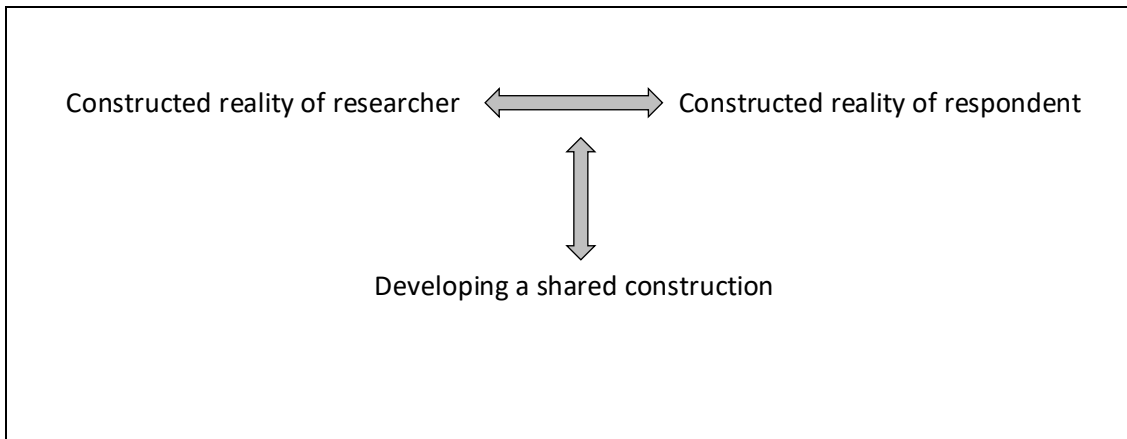 Constructed reality of researcher
Constructed reality of respondent
Developing a shared construction